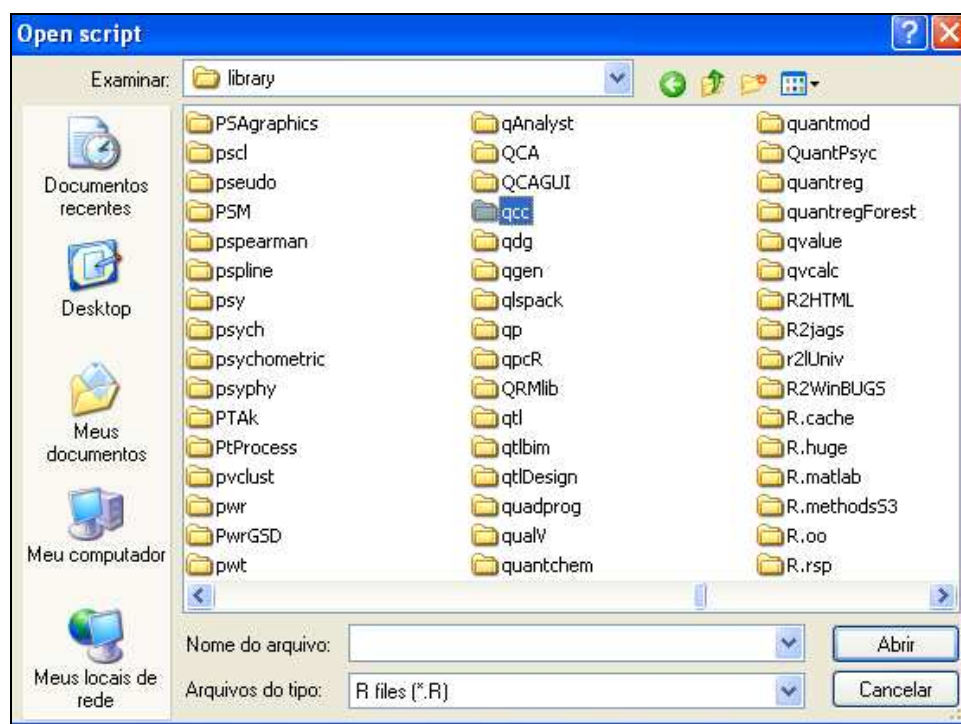 Open script
Examinar:
library
Documentos
recentes
Desktop
Meus
documentos
Meu computador
Meus locais de
rede
PSAgraphics
pscl
pseudo
PSM
pspearman
pspline
psy
psych
psychometric
psyphy
PTAk
PtProcess
pvclust
pwr
PwrGSD
pwt
qAnalyst
QCA
QCAGUI
qcc
qdg
qgen
qlspack
qp
qpcR
QRMlib
qtl
qtlbim
qtlDesign
quadprog
qualV
quantchem
quantmod
QuantPsyc
quantreg
quantregForest
qvalue
qvcalc
R2HTML
R2jags
r2lUniv
R2WinBUGS
R.cache
R.huge
R.matlab
R.methodsS3
R.oo
R.rsp
Nome do arquivo:
Abrir
Arquivos do tipo:
R files (*.R)
Cancelar